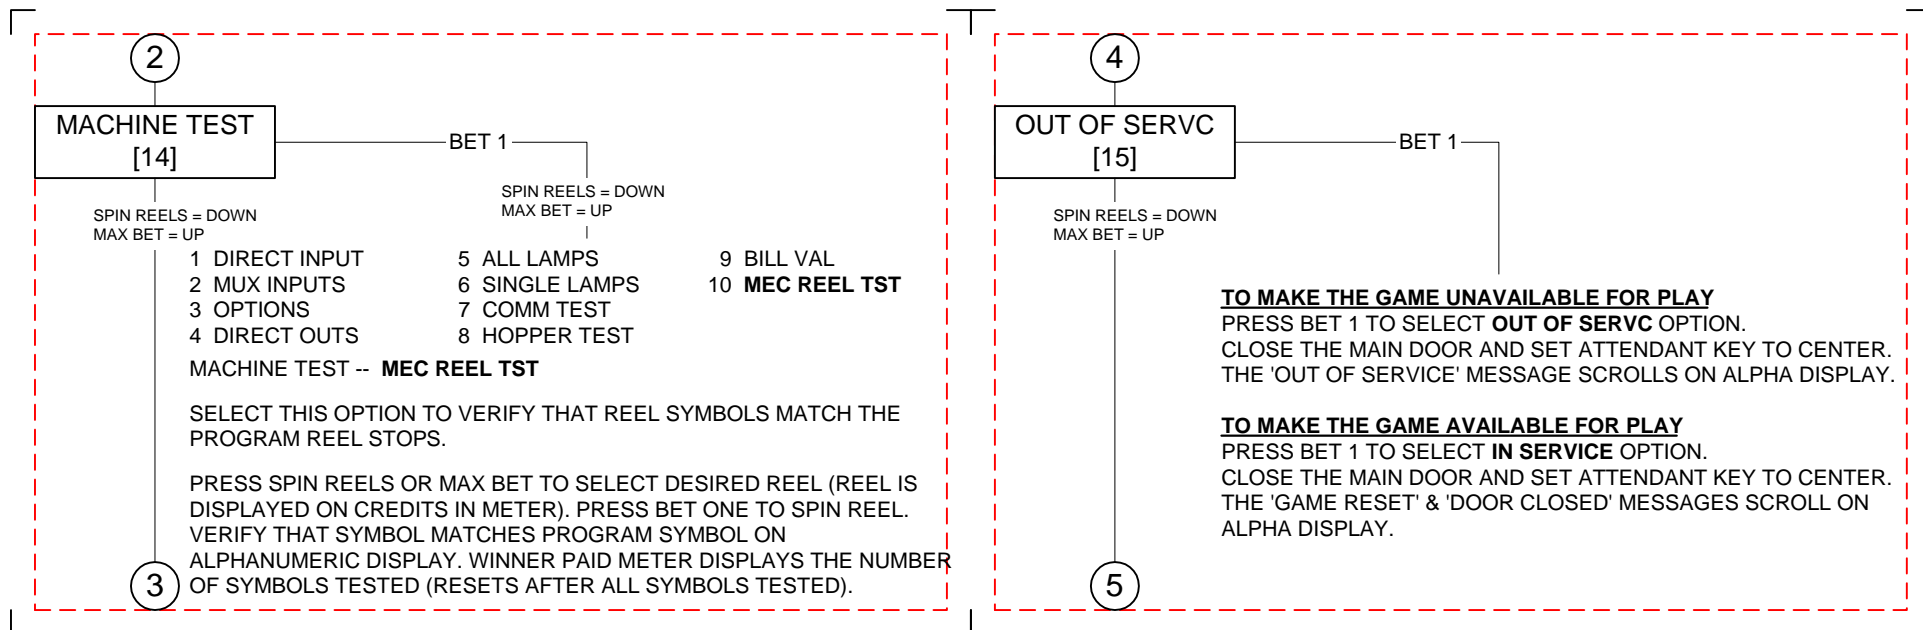 2
MACHINE TEST
[14]
BET 1
SPIN REELS = DOWN
MAX BET = UP
SPIN REELS = DOWN
MAX BET = UP
1 DIRECT INPUT 5 ALL LAMPS 9 BILL VAL
2 MUX INPUTS 6 SINGLE LAMPS 10 MEC REEL TST
3 OPTIONS 7 COMM TEST
4 DIRECT OUTS 8 HOPPER TEST
MACHINE TEST -- MEC REEL TST
SELECT THIS OPTION TO VERIFY THAT REEL SYMBOLS MATCH THE
PROGRAM REEL STOPS.
PRESS SPIN REELS OR MAX BET TO SELECT DESIRED REEL (REEL IS
DISPLAYED ON CREDITS IN METER). PRESS BET ONE TO SPIN REEL.
VERIFY THAT SYMBOL MATCHES PROGRAM SYMBOL ON
ALPHANUMERIC DISPLAY. WINNER PAID METER DISPLAYS THE NUMBER
OF SYMBOLS TESTED (RESETS AFTER ALL SYMBOLS TESTED).
3
4
OUT OF SERVC
[15]
BET 1
SPIN REELS = DOWN
MAX BET = UP
TO MAKE THE GAME UNAVAILABLE FOR PLAY
PRESS BET 1 TO SELECT OUT OF SERVC OPTION.
CLOSE THE MAIN DOOR AND SET ATTENDANT KEY TO CENTER.
THE 'OUT OF SERVICE' MESSAGE SCROLLS ON ALPHA DISPLAY.
TO MAKE THE GAME AVAILABLE FOR PLAY
PRESS BET 1 TO SELECT IN SERVICE OPTION.
CLOSE THE MAIN DOOR AND SET ATTENDANT KEY TO CENTER.
THE 'GAME RESET' & 'DOOR CLOSED' MESSAGES SCROLL ON
ALPHA DISPLAY.
5